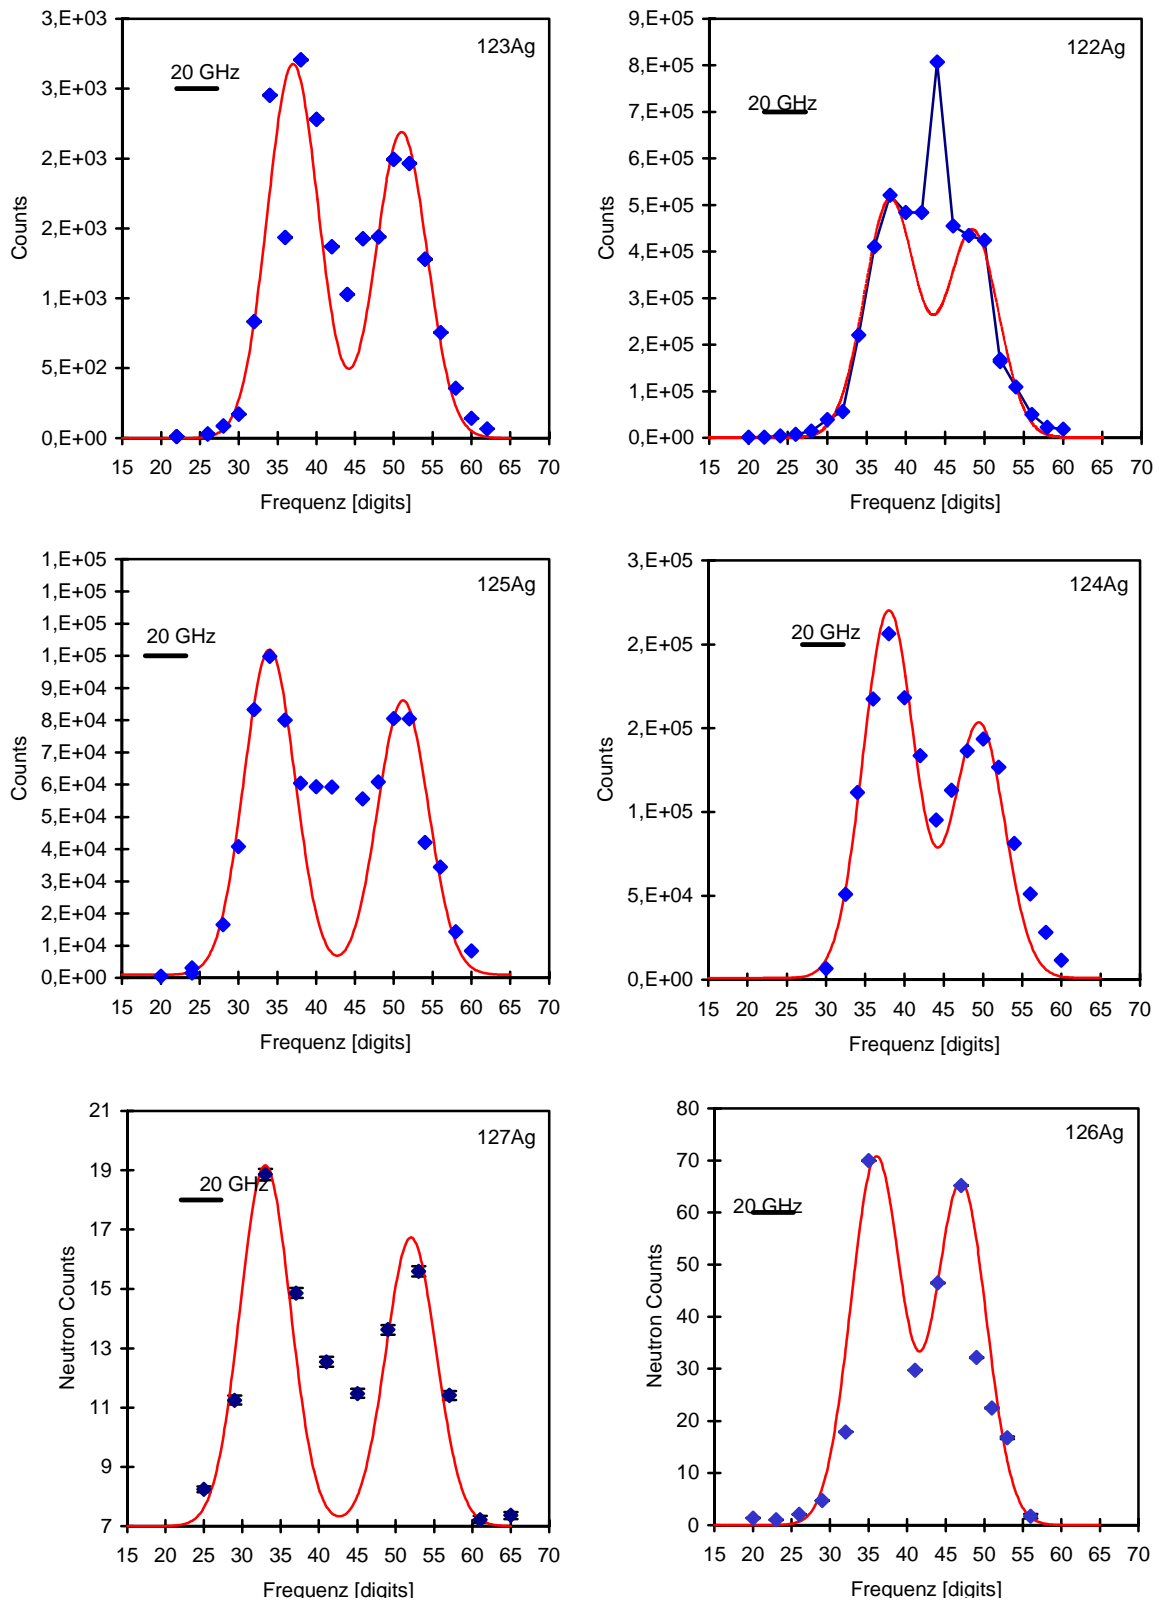 3,E+03
123Ag
20 GHz
3,E+03
2,E+03
2,E+03
1,E+03
5,E+02
0,E+00
Counts
15 20 25 30 35 40 45 50 55 60 65 70
Frequenz [digits]
9,E+05
122Ag
8,E+05
20 GHz
7,E+05
6,E+05
5,E+05
4,E+05
3,E+05
2,E+05
1,E+05
0,E+00
Counts
15 20 25 30 35 40 45 50 55 60 65 70
Frequenz [digits]
1,E+05
125Ag
1,E+05
1,E+05
20 GHz
1,E+05
9,E+04
8,E+04
7,E+04
6,E+04
5,E+04
4,E+04
3,E+04
2,E+04
1,E+04
0,E+00
Counts
15 20 25 30 35 40 45 50 55 60 65 70
Frequenz [digits]
3,E+05
124Ag
20 GHz
2,E+05
2,E+05
1,E+05
5,E+04
0,E+00
Counts
15 20 25 30 35 40 45 50 55 60 65 70
Frequenz [digits]
21
127Ag
19
20 GHz
17
15
13
11
9
7
Neutron Counts
15 20 25 30 35 40 45 50 55 60 65 70
Frequenz [digits]
80
126Ag
70
20 GHz
60
50
40
30
20
10
0
Neutron Counts
15 20 25 30 35 40 45 50 55 60 65 70
Frequenz [digits]